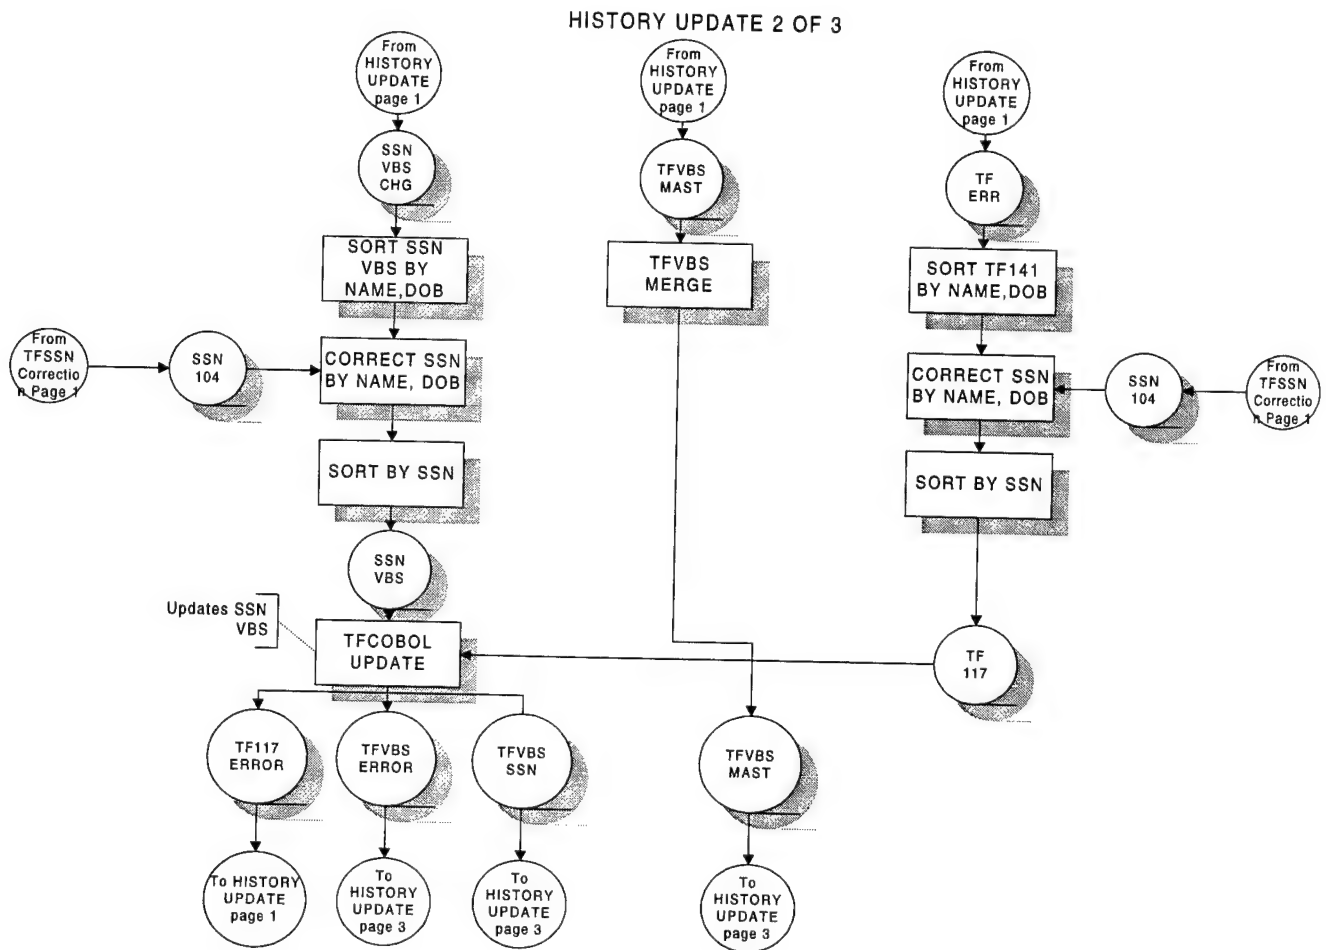 HISTORY UPDATE 2 OF 3
From
HISTORY
UPDATE
page 1
From
HISTORY
UPDATE
page 1
From
HISTORY
UPDATE
page 1
SSN
VBS
CHG
TFVBS
MAST
TF
ERR
SORT SSN
VBS BY
NAME,DOB
TFVBS
MERGE
SORT TF141
BY NAME,DOB
From
TFSSN
Correctio
n Page 1
SSN
104
CORRECT SSN
BY NAME, DOB
CORRECT SSN
BY NAME, DOB
SSN
104
From
TFSSN
Correctio
n Page 1
SORT BY SSN
SORT BY SSN
SSN
VBS
Updates SSN
VBS
TFCOBOL
UPDATE
TF
117
TF117
ERROR
TFVBS
ERROR
TFVBS
SSN
TFVBS
MAST
To HISTORY
UPDATE
page 1
To
HISTORY
UPDATE
page 3
To
HISTORY
UPDATE
page 3
To
HISTORY
UPDATE
page 3